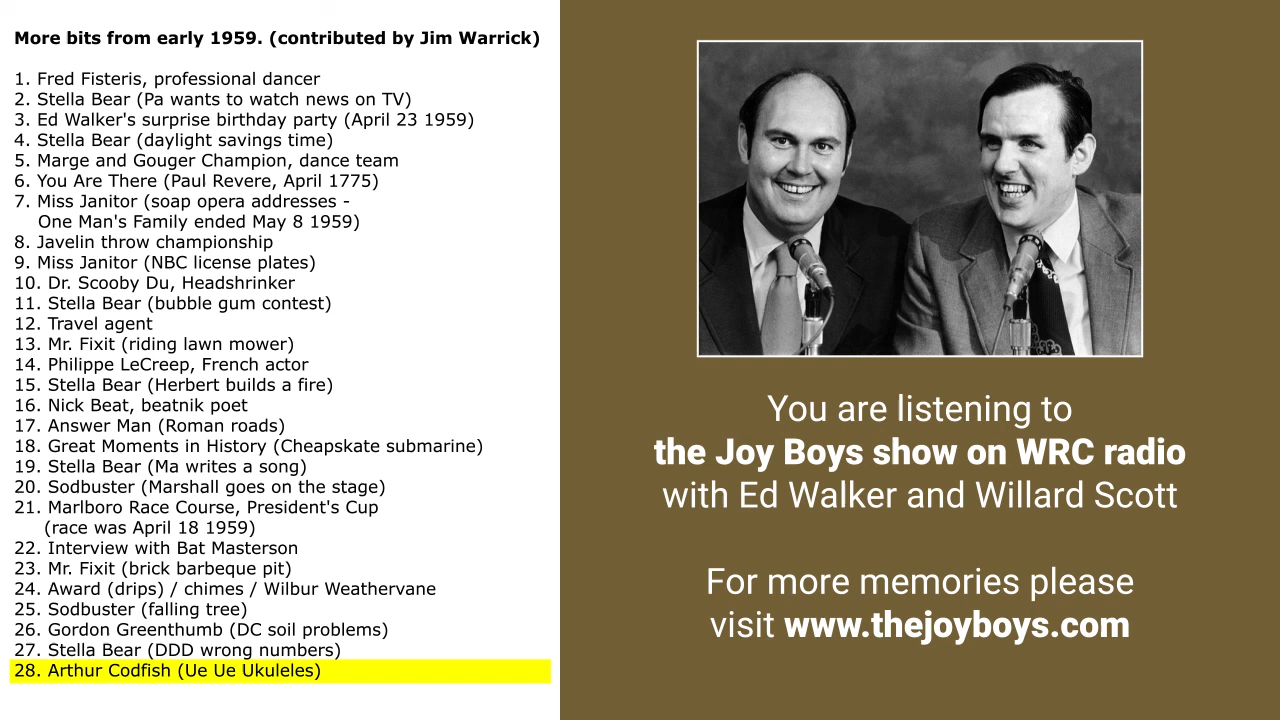 More bits from early 1959. (contributed by Jim Warrick)
1. Fred Fisteris, professional dancer
2. Stella Bear (Pa wants to watch news on TV)
3. Ed Walker's surprise birthday party (April 23 1959)
4. Stella Bear (daylight savings time)
5. Marge and Gouger Champion, dance team
6. You Are There (Paul Revere, April 1775)
7. Miss Janitor (soap opera addresses -
One Man's Family ended May 8 1959)
8. Javelin throw championship
9. Miss Janitor (NBC license plates)
10. Dr. Scooby Du, Headshrinker
11. Stella Bear (bubble gum contest)
12. Travel agent
13. Mr. Fixit (riding lawn mower)
14. Philippe LeCreep, French actor
15. Stella Bear (Herbert builds a fire)
16. Nick Beat, beatnik poet
17. Answer Man (Roman roads)
18. Great Moments in History (Cheapskate submarine)
19. Stella Bear (Ma writes a song)
20. Sodbuster (Marshall goes on the stage)
21. Marlboro Race Course, President's Cup
(race was April 18 1959)
22. Interview with Bat Masterson
23. Mr. Fixit (brick barbeque pit)
24. Award (drips) / chimes / Wilbur Weathervane
25. Sodbuster (falling tree)
26. Gordon Greenthumb (DC soil problems)
27. Stella Bear (DDD wrong numbers)
28. Arthur Codfish (Ue Ue Ukuleles)
You are listening to
the Joy Boys show on WRC radio
with Ed Walker and Willard Scott
For more memories please
visit www.thejoyboys.com